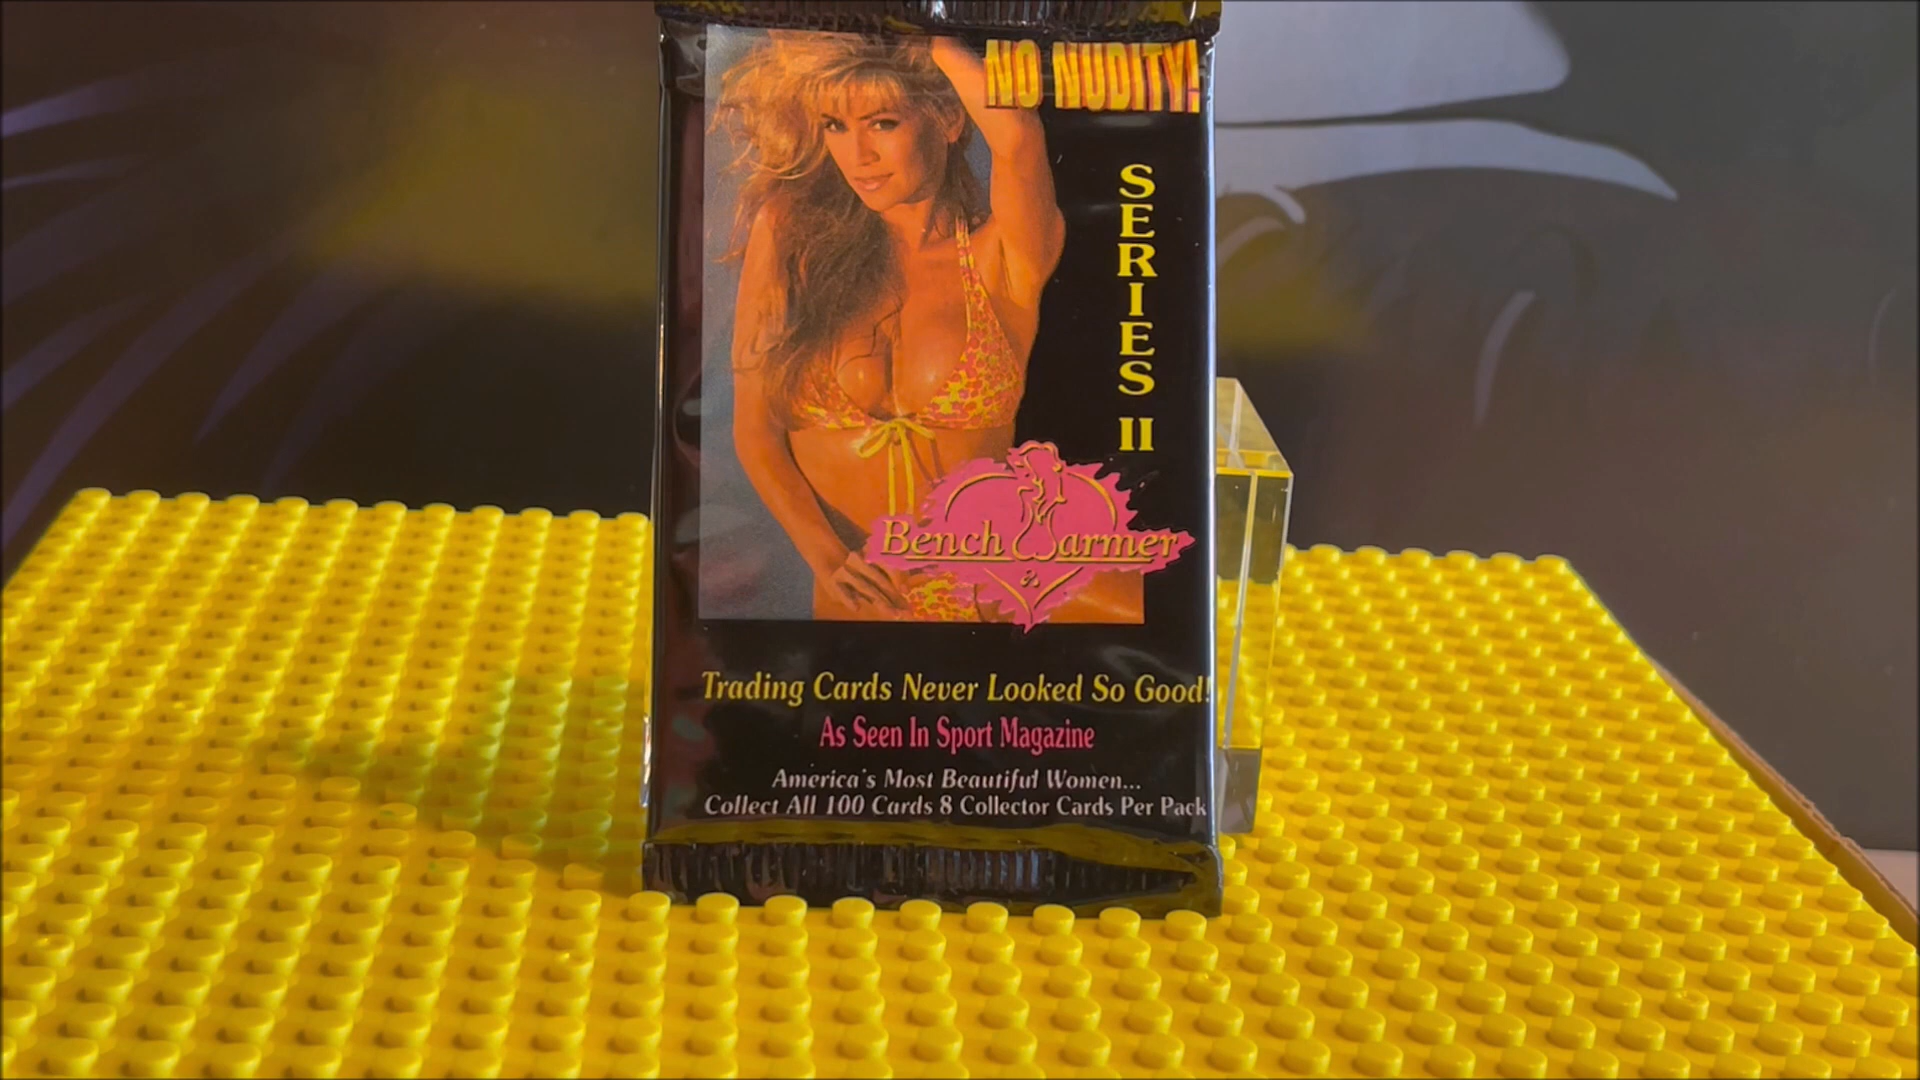 NO NUDITY!
SERIES II
Bench Warmer
Trading Cards Never Looked So Good!
As Seen In Sport Magazine
America's Most Beautiful Women...
Collect All 100 Cards 8 Collector Cards Per Pack